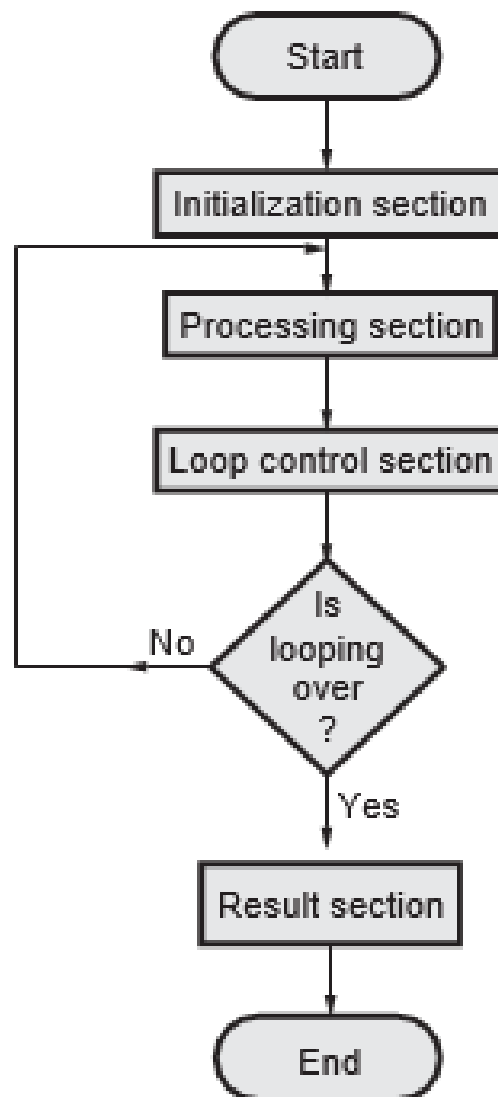 Start
Initialization section
Processing section
Loop control section
Is
looping
over
?
No
Yes
Result section
End